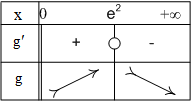 x 0 e² +∞
g′ + -
g